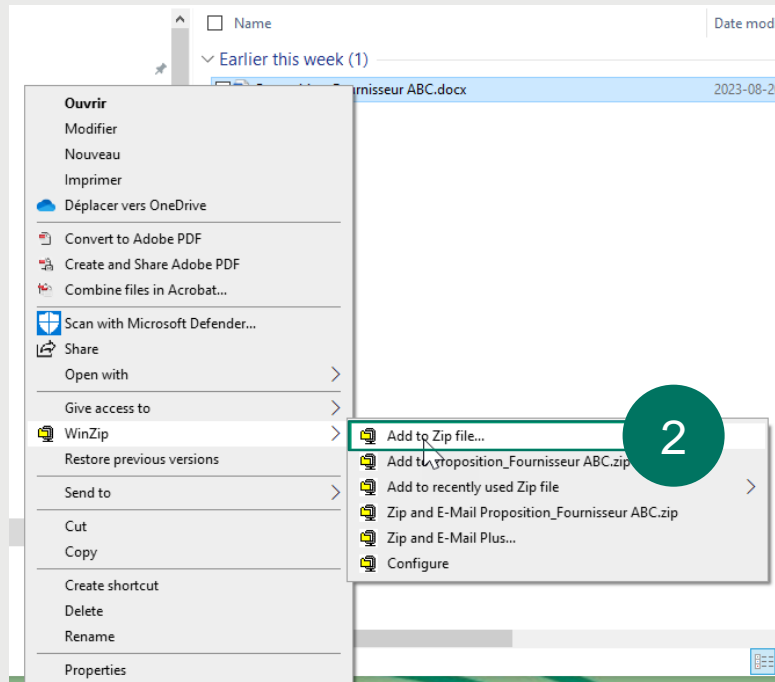 Name
Date mod
Earlier this week (1)
Fournisseur ABC.docx
2023-08-2
Ouvrir
Modifier
Nouveau
Imprimer
Déplacer vers OneDrive
Convert to Adobe PDF
Create and Share Adobe PDF
Combine files in Acrobat...
Scan with Microsoft Defender...
Share
Open with
Give access to
WinZip
Restore previous versions
Send to
Cut
Copy
Create shortcut
Delete
Rename
Properties
Add to Zip file...
Add to Proposition_Fournisseur ABC.zip
Add to recently used Zip file
Zip and E-Mail Proposition_Fournisseur ABC.zip
Zip and E-Mail Plus...
Configure
2